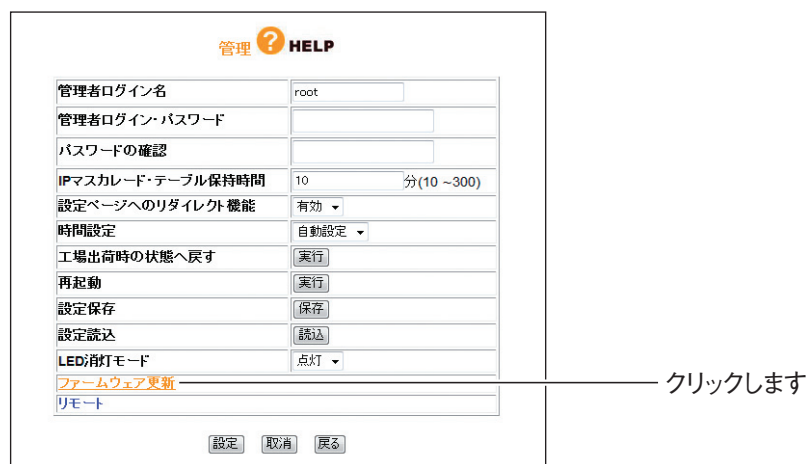 管理 ? HELP
管理者ログイン名 root
管理者ログイン・パスワード
パスワードの確認
IPマスカレード・テーブル保持時間 10 分(10 ~300)
設定ページへのリダイレクト機能 有効
時間設定 自動設定
工場出荷時の状態へ戻す 実行
再起動 実行
設定保存 保存
設定読込 読込
LED消灯モード 点灯
ファームウェア更新 クリックします
リモート
設定 取消 戻る